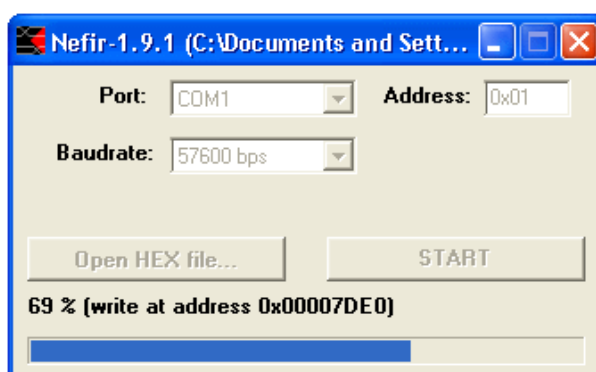 Nefir-1.9.1 (C:\Documents and Sett...
Port: COM1 Address: 0x01
Baudrate: 57600 bps
Open HEX file... START
69 % (write at address 0x00007DE0)